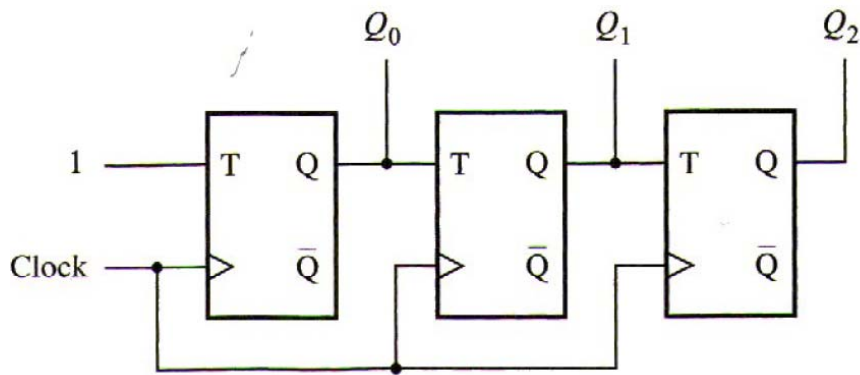 Q₀ Q₁ Q₂
1 T Q T Q T Q
Clock Q̅ Q̅ Q̅